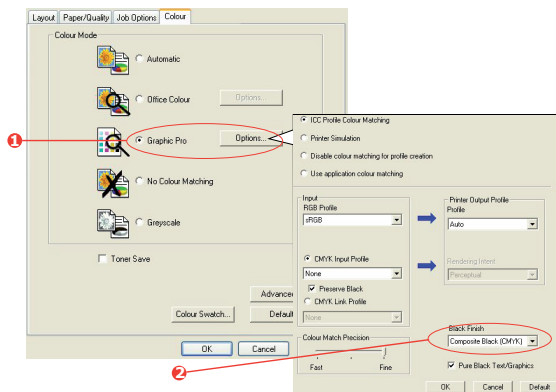 Layout Paper/Quality Job Options Colour
Colour Mode
Automatic
Office Colour Options...
1
Graphic Pro Options...
No Colour Matching
Greyscale
Toner Save
Advanced
Colour Swatch... Default
OK Cancel
ICC Profile Colour Matching
Printer Simulation
Disable colour matching for profile creation
Use application colour matching
Input
RGB Profile
sRGB
CMYK Input Profile
None
Preserve Black
CMYK Link Profile
None
Printer Output Profile
Profile
Auto
Rendering Intent
Perceptual
Colour Match Precision
Fast Fine
Black Finish
Composite Black (CMYK)
2
Pure Black Text/Graphics
OK Cancel Default